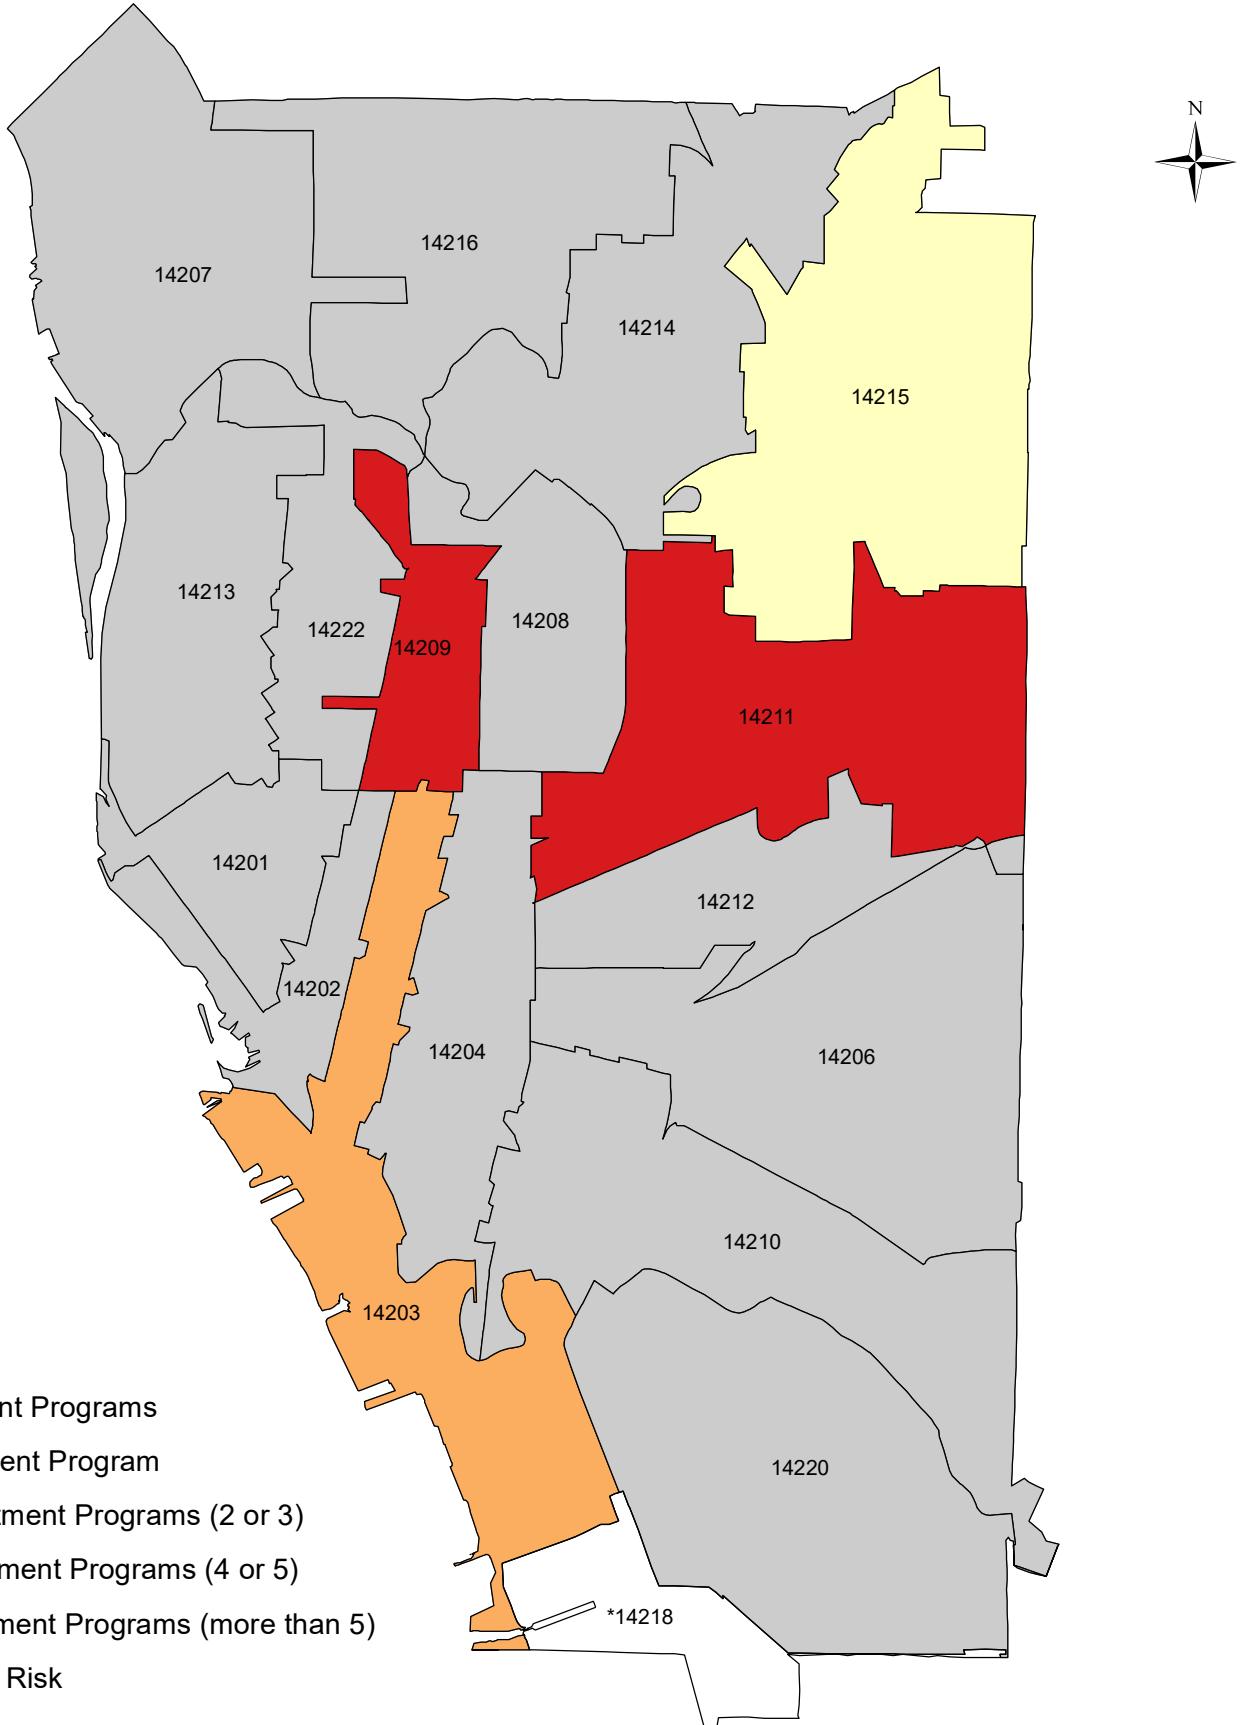 N
14216
14207
14214
14215
14213
14208
14222
14209
14211
14201
14212
14202
14204
14206
14210
14203
nt Programs
ent Program
14220
tment Programs (2 or 3)
ment Programs (4 or 5)
*14218
ment Programs (more than 5)
Risk